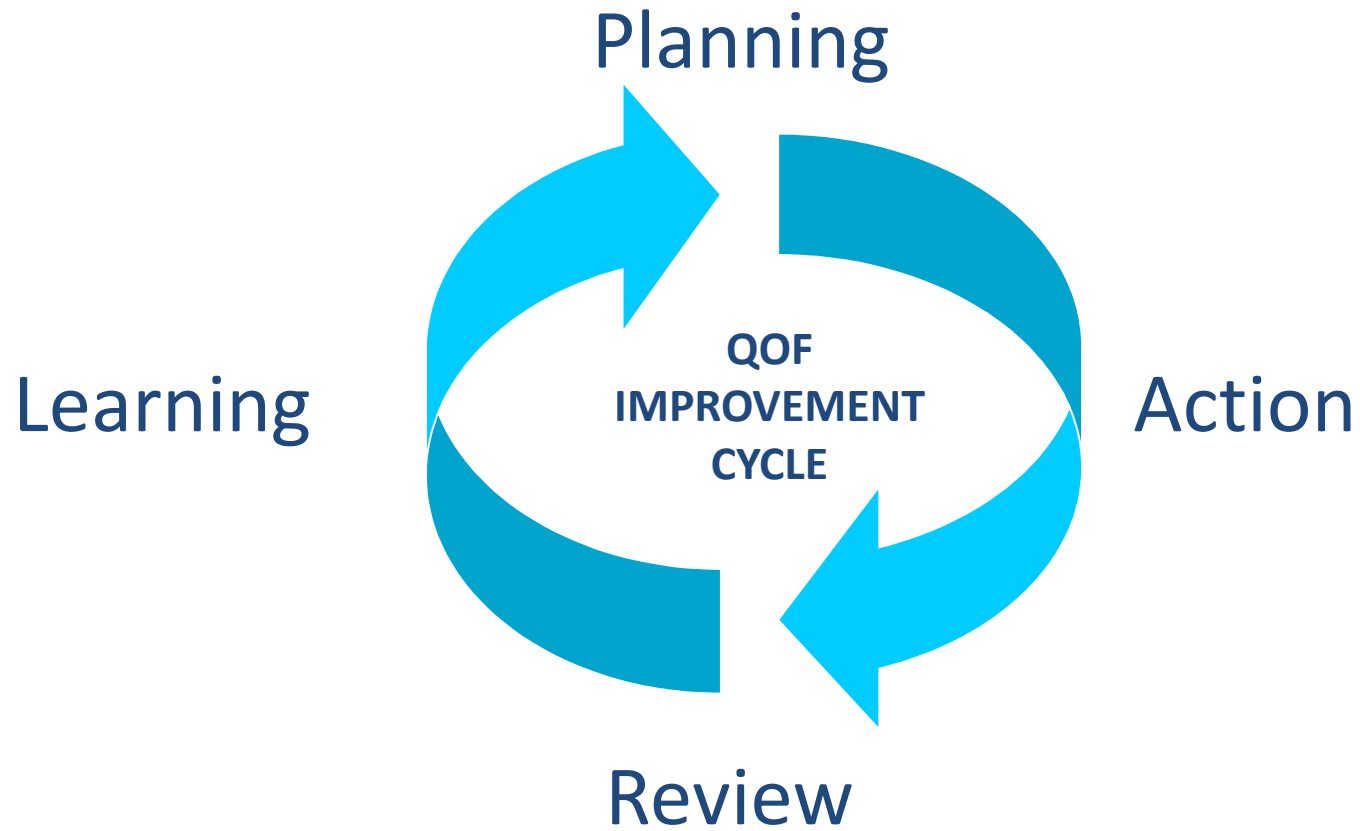 Planning
QOF
IMPROVEMENT
CYCLE
Learning
Action
Review